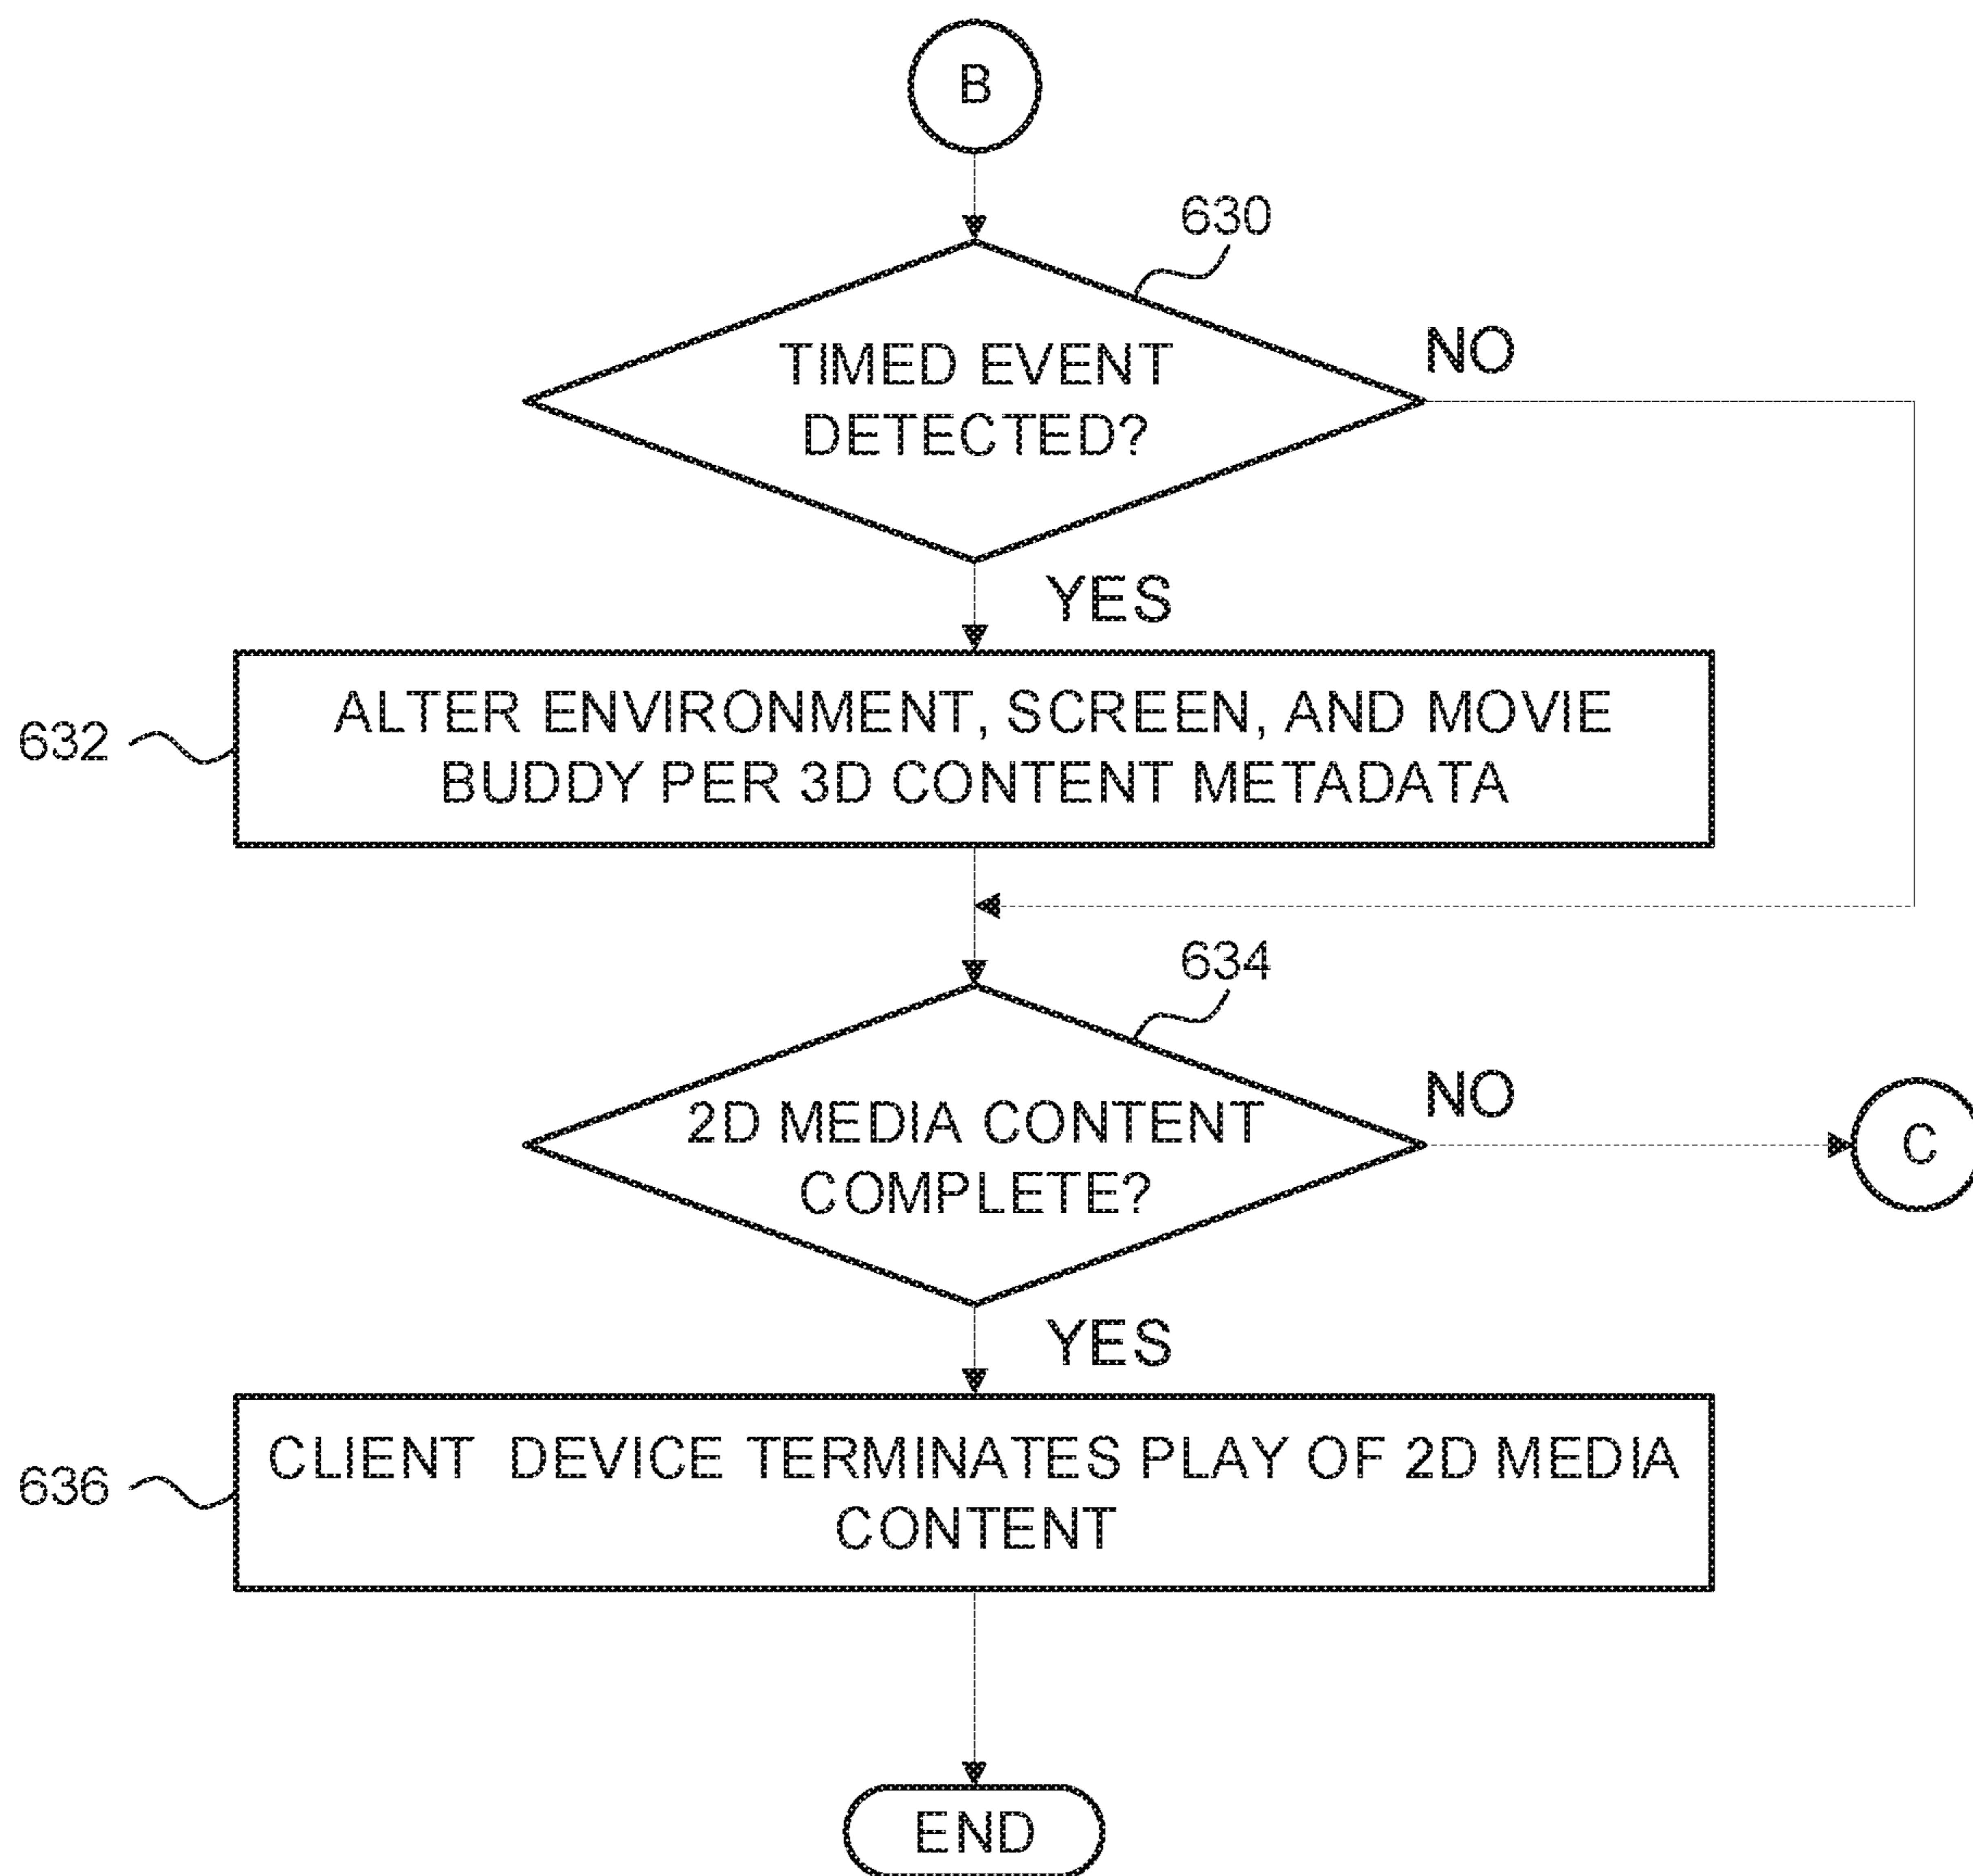 B
630
TIMED EVENT
DETECTED?
NO
YES
632
ALTER ENVIRONMENT, SCREEN, AND MOVIE
BUDDY PER 3D CONTENT METADATA
634
2D MEDIA CONTENT
COMPLETE?
NO
C
YES
636
CLIENT DEVICE TERMINATES PLAY OF 2D MEDIA
CONTENT
END